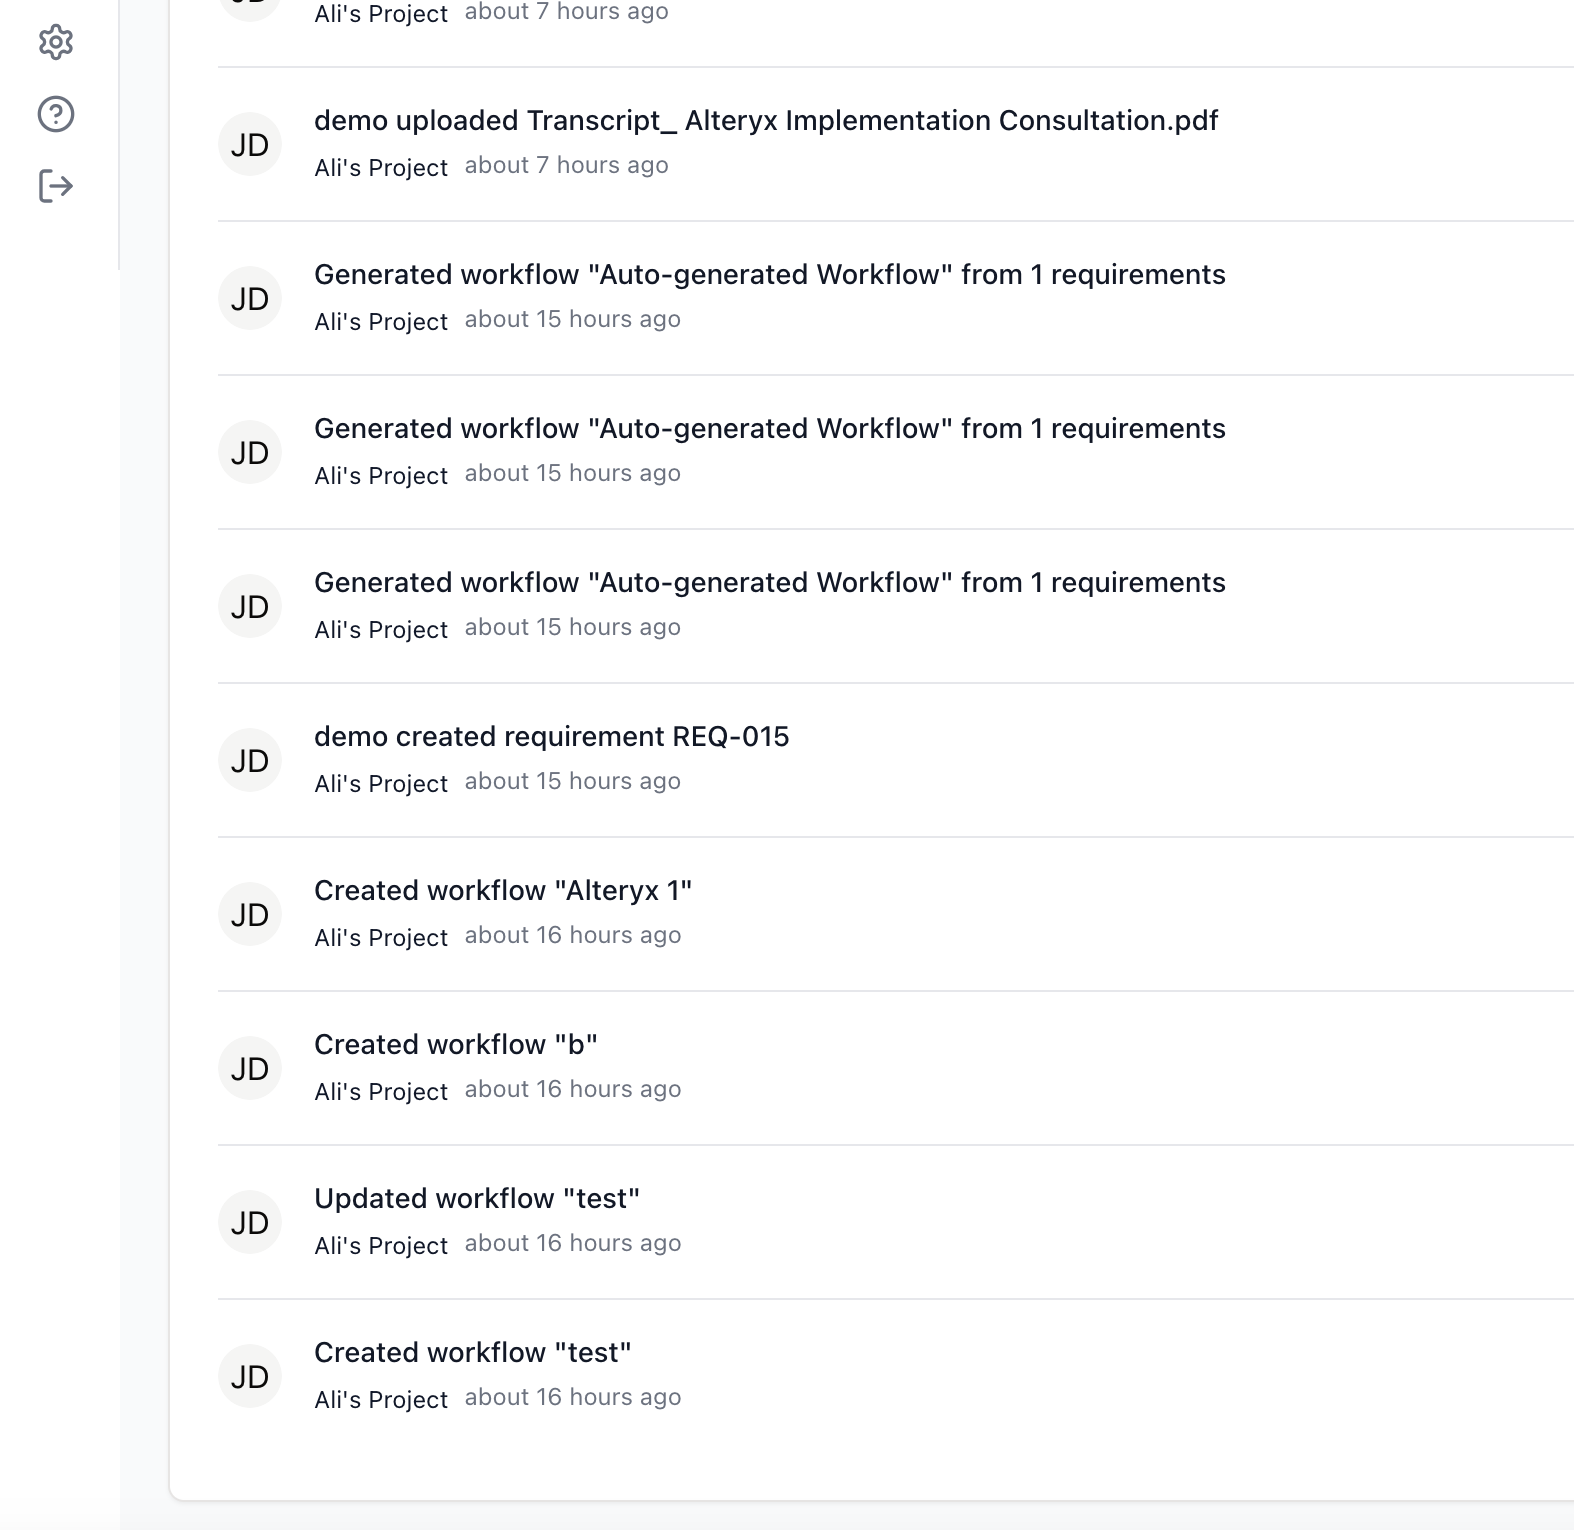 Ali's Project about 7 hours ago
JD
demo uploaded Transcript_ Alteryx Implementation Consultation.pdf
Ali's Project about 7 hours ago
JD
Generated workflow "Auto-generated Workflow" from 1 requirements
Ali's Project about 15 hours ago
JD
Generated workflow "Auto-generated Workflow" from 1 requirements
Ali's Project about 15 hours ago
JD
Generated workflow "Auto-generated Workflow" from 1 requirements
Ali's Project about 15 hours ago
JD
demo created requirement REQ-015
Ali's Project about 15 hours ago
JD
Created workflow "Alteryx 1"
Ali's Project about 16 hours ago
JD
Created workflow "b"
Ali's Project about 16 hours ago
JD
Updated workflow "test"
Ali's Project about 16 hours ago
JD
Created workflow "test"
Ali's Project about 16 hours ago